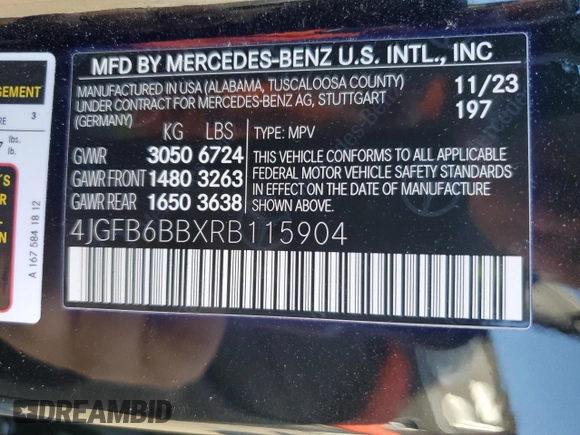 MFD BY MERCEDES-BENZ U.S. INTL., INC
MANUFACTURED IN USA (ALABAMA, TUSCALOOSA COUNTY) 11/23
UNDER CONTRACT FOR MERCEDES-BENZ AG, STUTTGART 197
(GERMANY)
KG LBS TYPE: MPV
GVWR 3050 6724
GAWR FRONT 1480 3263
GAWR REAR 1650 3638
THIS VEHICLE CONFORMS TO ALL APPLICABLE
FEDERAL MOTOR VEHICLE SAFETY STANDARDS
IN EFFECT ON THE DATE OF MANUFACTURE
SHOWN ABOVE.
4JGFB6BBXRB115904
3
lbs.
lb.
A 167 584 18 12
DREAMBID